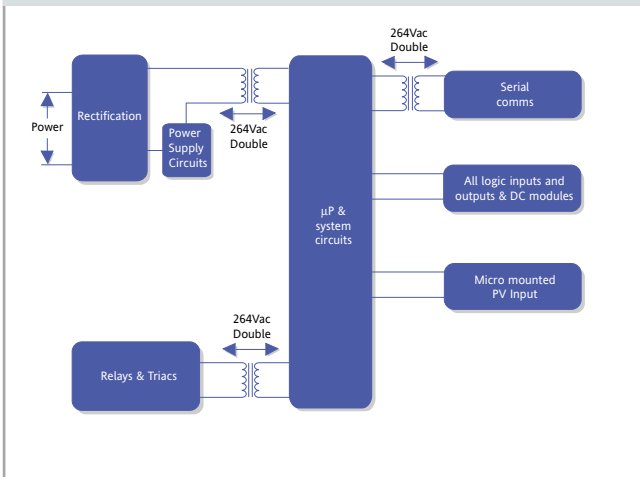 264Vac
Double
Rectification
Power
Power
Supply
Circuits
264Vac
Double
Serial
comms
All logic inputs and
outputs & DC modules
µP &
system
circuits
Micro mounted
PV Input
264Vac
Double
Relays & Triacs